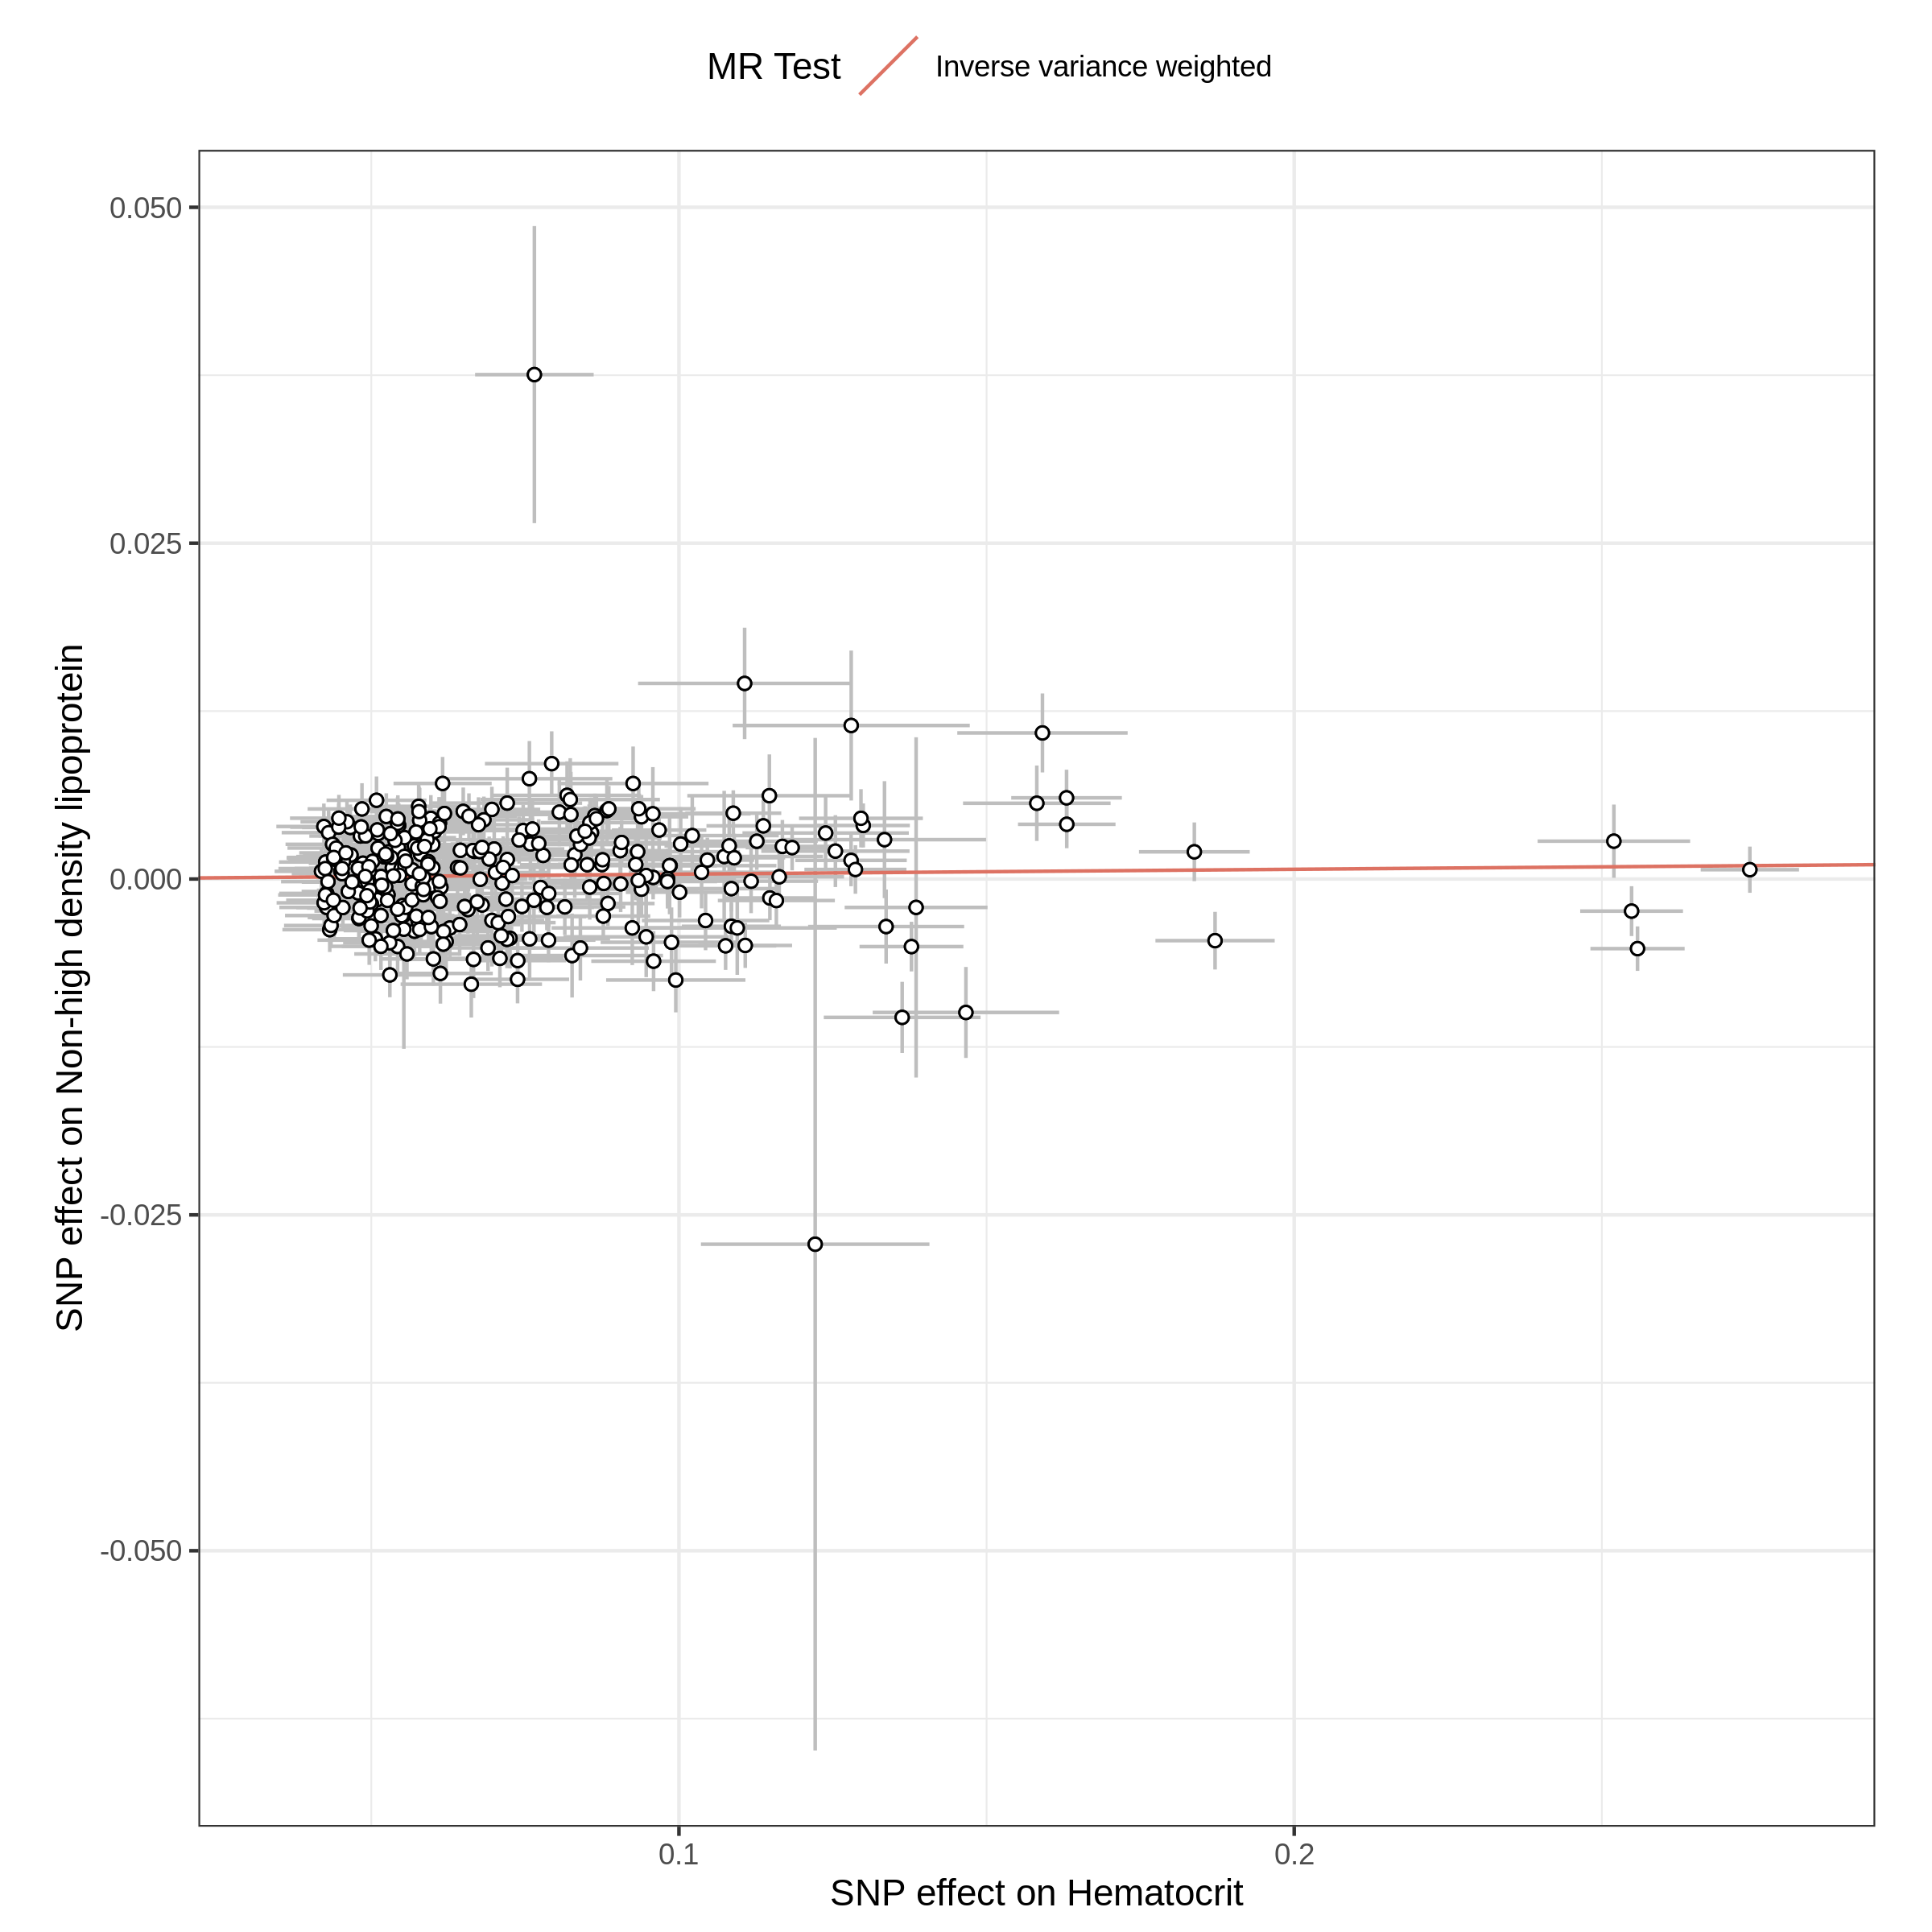 MR Test
Inverse variance weighted
SNP effect on Non-high density lipoprotein
0.050
0.025
0.000
-0.025
-0.050
0.1
0.2
SNP effect on Hematocrit